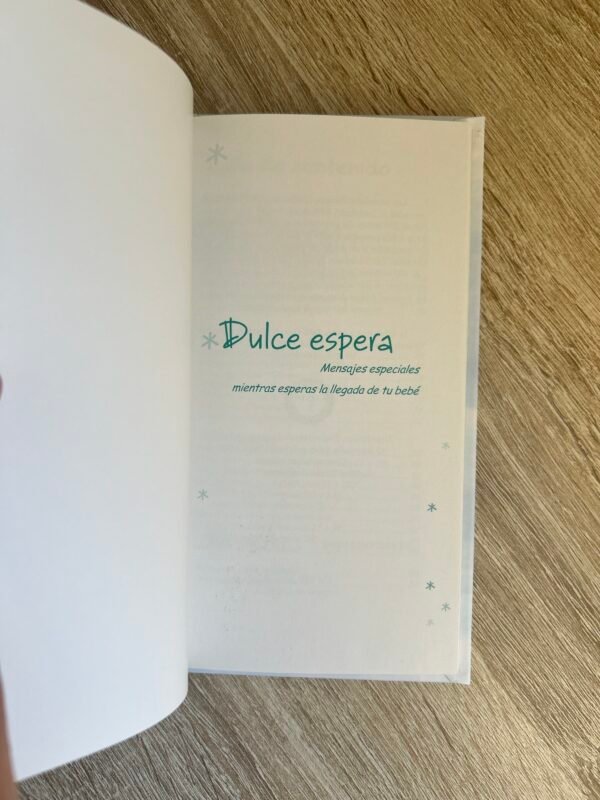 Dulce espera
Mensajes especiales
mientras esperas la llegada de tu bebé